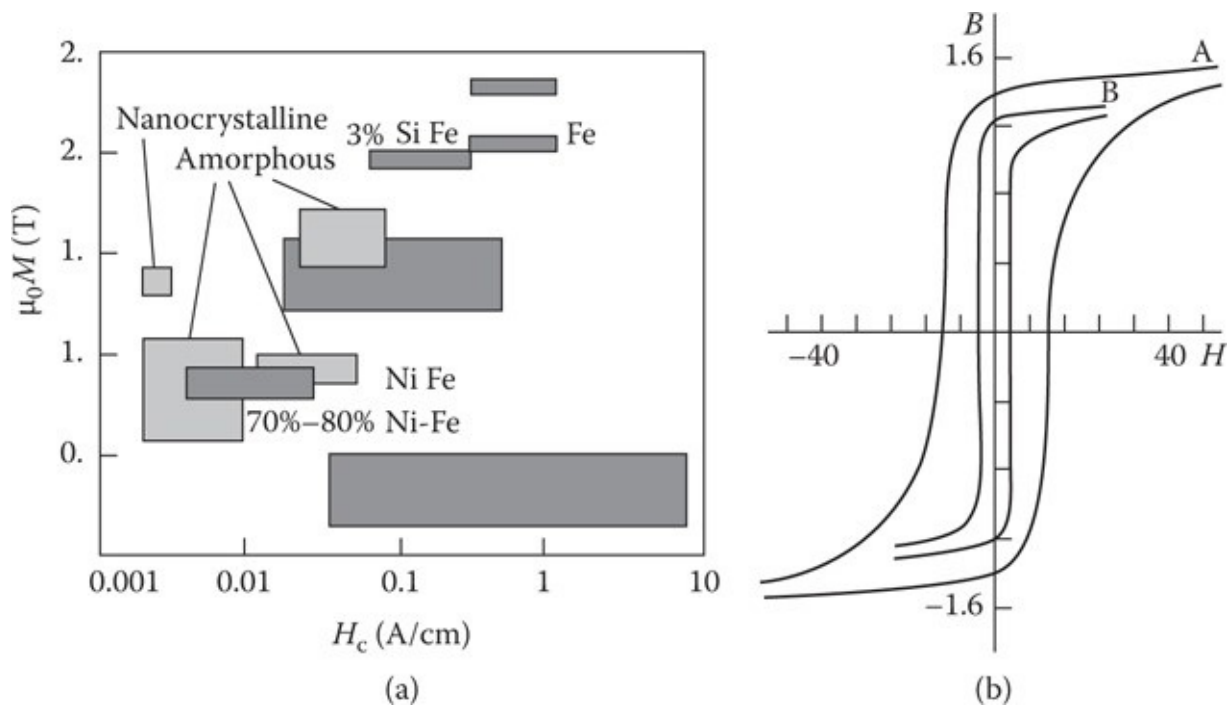 2.
2.
1.
1.
0.
μ₀M (T)
Nanocrystalline
Amorphous
3% Si Fe
Fe
Ni Fe
70%–80% Ni-Fe
0.001
0.01
0.1
1
10
Hc (A/cm)
(a)
B
1.6
A
B
−40
40
H
−1.6
(b)